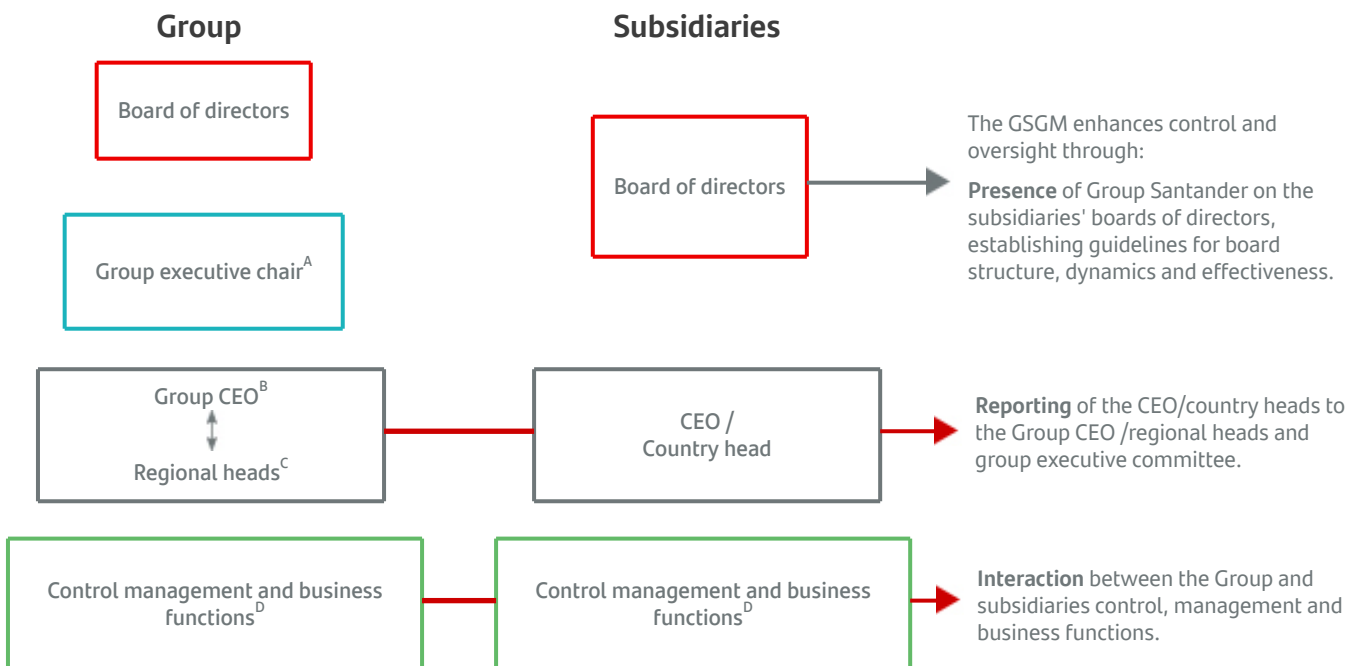 Group
Subsidiaries
Board of directors
Board of directors
The GSGM enhances control and
oversight through:
Presence of Group Santander on the
subsidiaries' boards of directors,
establishing guidelines for board
structure, dynamics and effectiveness.
Group executive chairA
Group CEOB
Regional headsC
CEO /
Country head
Reporting of the CEO/country heads to
the Group CEO /regional heads and
group executive committee.
Control management and business
functionsD
Control management and business
functionsD
Interaction between the Group and
subsidiaries control, management and
business functions.